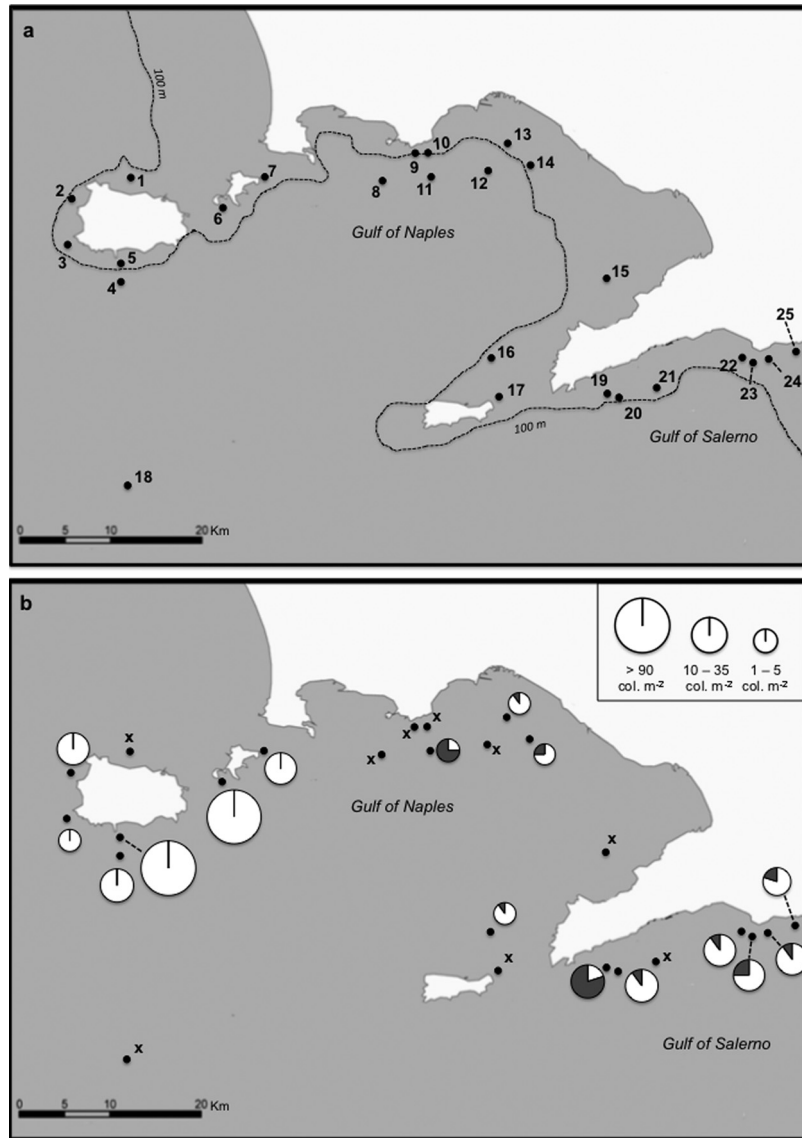 a
100 m
13
10
14
9
1
7
12
2
8
11
6
Gulf of Naples
3
5
15
4
25
16
22
24
21
19
17
23
20
100 m
Gulf of Salerno
18
0 5 10 20 Km
b
> 90 10 – 35 1 – 5
col. m-2 col. m-2 col. m-2
x
x
x
x
x
Gulf of Naples
x
x
x
Gulf of Salerno
x
0 5 10 20 Km